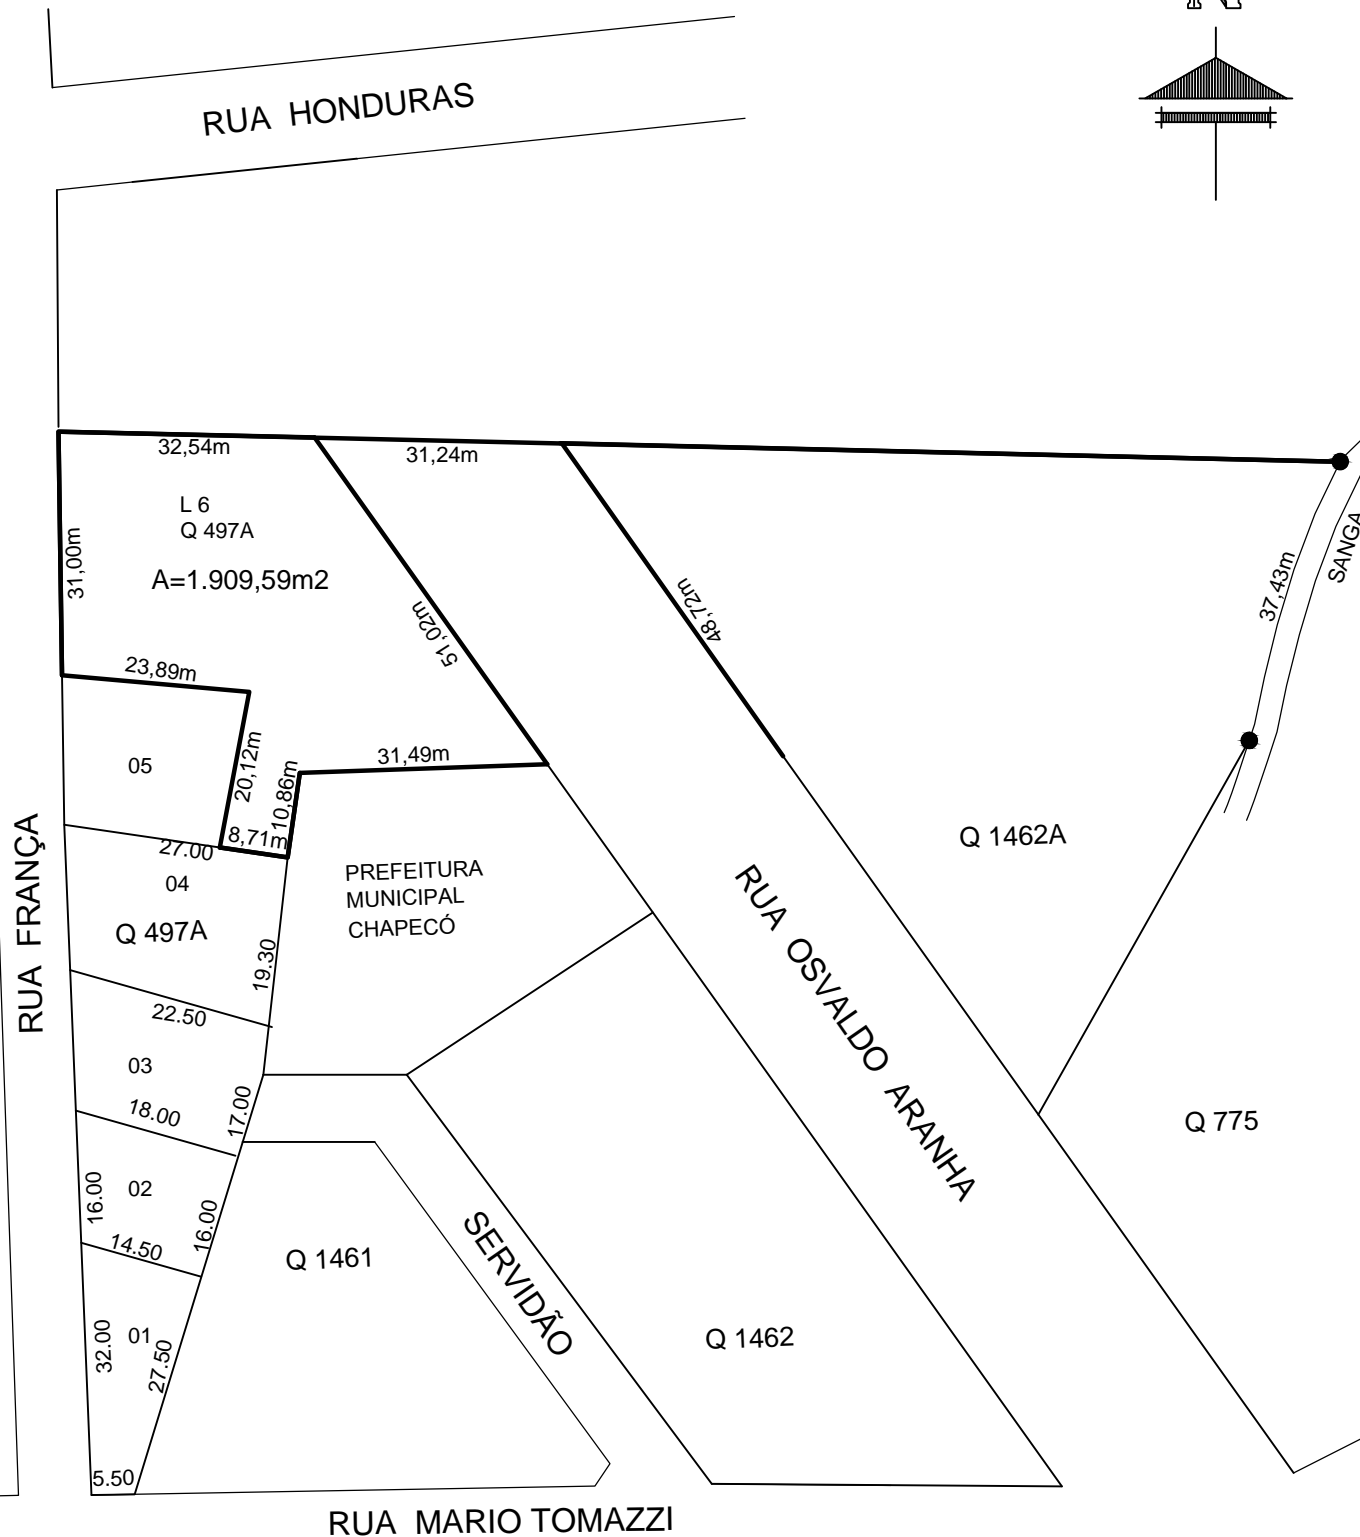 N
RUA HONDURAS
32,54m
31,24m
L 6
Q 497A
A=1.909,59m2
31,00m
51,02m
48,72m
37,43m
SANGA
23,89m
05
20,12m
10,86m
31,49m
8,71m
27.00
04
Q 497A
PREFEITURA
MUNICIPAL
CHAPECÓ
RUA FRANÇA
19.30
Q 1462A
RUA OSVALDO ARANHA
22.50
03
18.00
17.00
Q 775
16.00
02
16.00
14.50
Q 1461
SERVIDÃO
Q 1462
32.00
01
27.50
5.50
RUA MARIO TOMAZZI